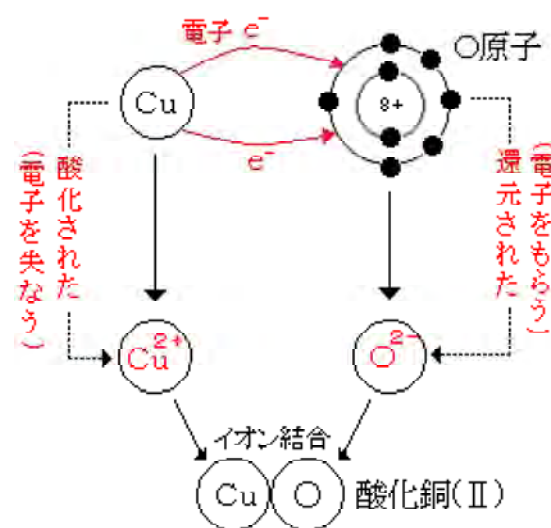 電子 e⁻
O原子
Cu
8+
e⁻
酸化された
(電子を失なう)
(電子をもらう)
還元された
Cu²⁺
O²⁻
イオン結合
Cu O 酸化銅(Ⅱ)